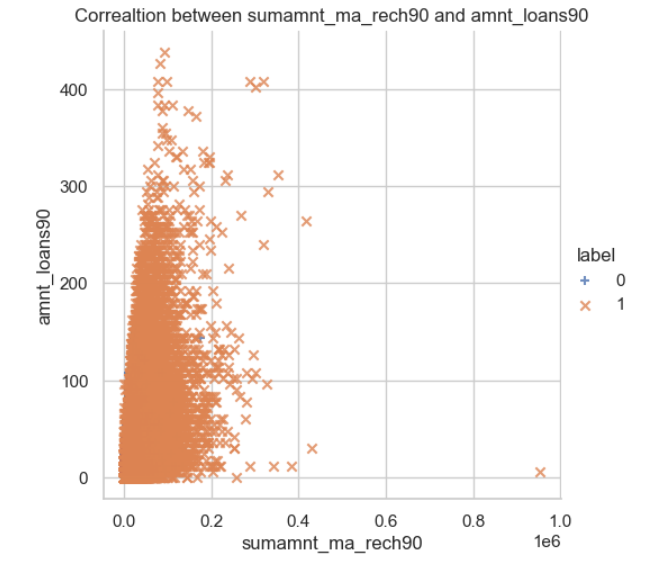 Correaltion between sumamnt_ma_rech90 and amnt_loans90
400
300
200
100
0
amnt_loans90
0.0 0.2 0.4 0.6 0.8 1.0
1e6
sumamnt_ma_rech90
label
0
1